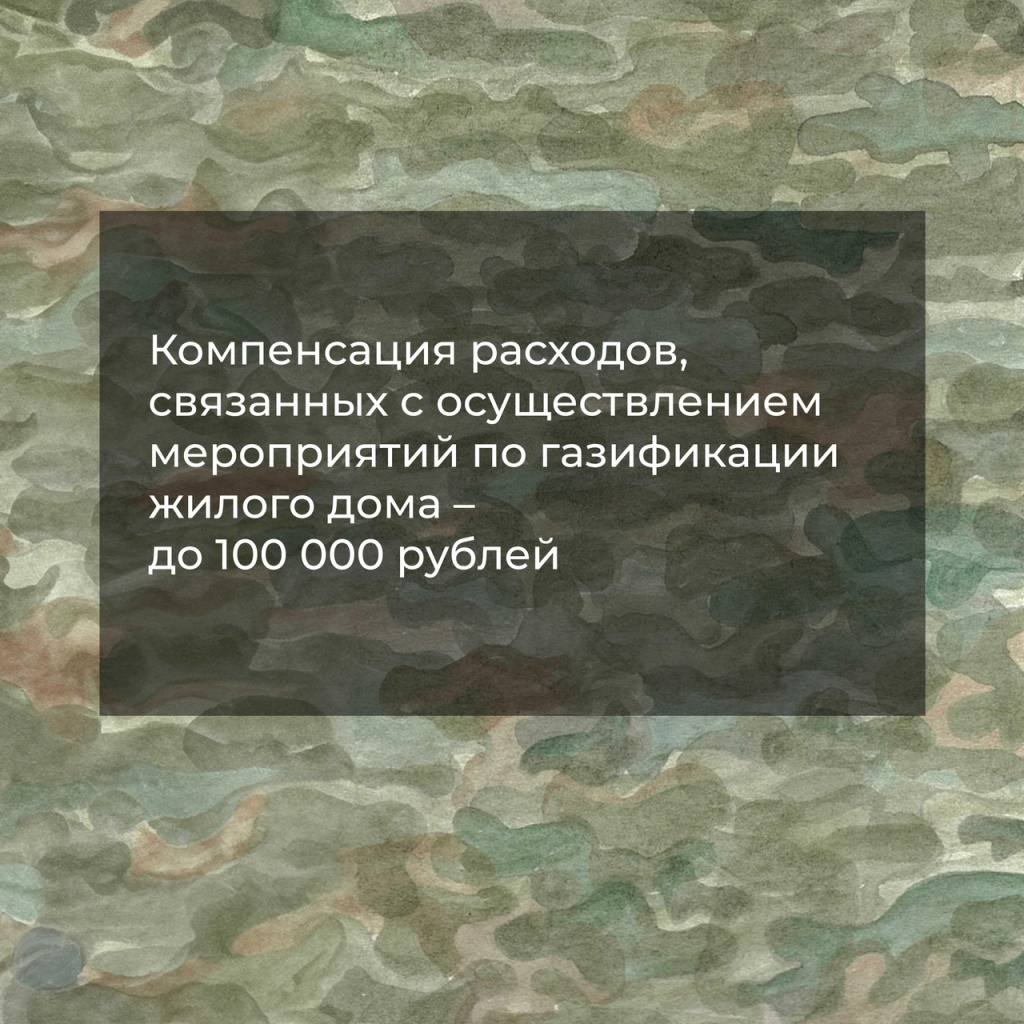 Компенсация расходов,
связанных с осуществлением
мероприятий по газификации
жилого дома –
до 100 000 рублей